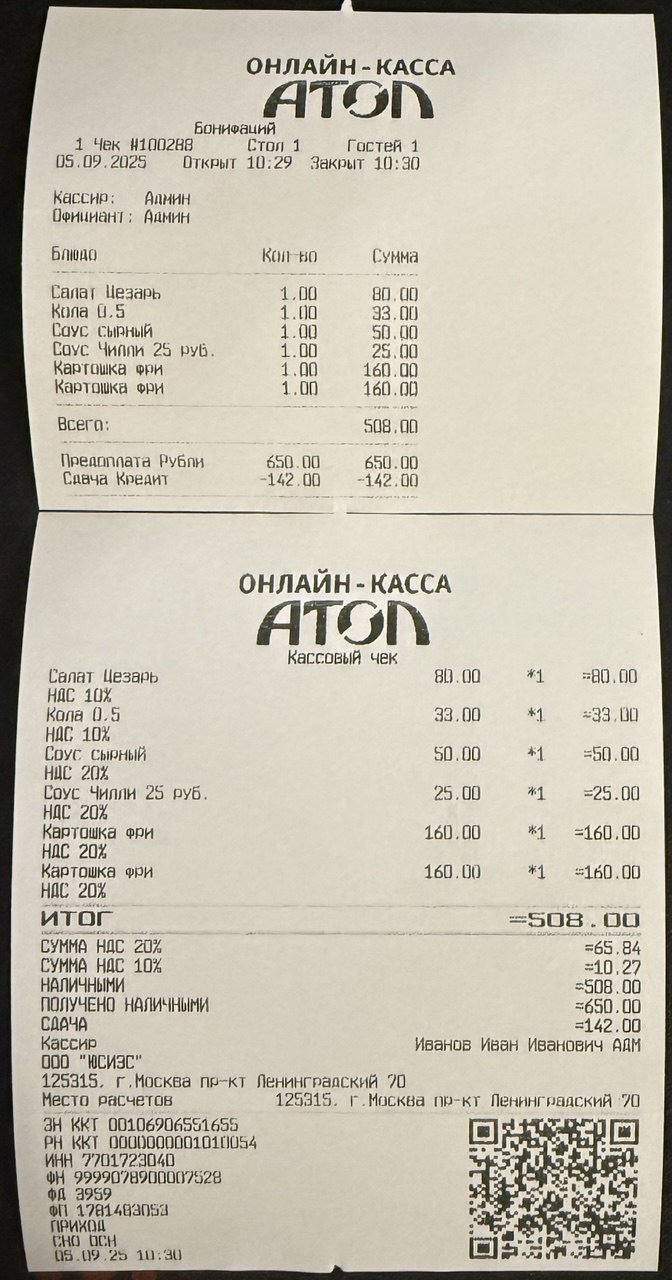 ОНЛАЙН-КАССА
АТОЛ
Бонифаций
1 Чек #100288 Стол 1 Гостей 1
05.09.2025 Открыт 10:29 Закрыт 10:30
Кассир: Админ
Официант: Админ
Блюдо Кол-во Сумма
Салат Цезарь 1.00 80.00
Кола 0.5 1.00 33.00
Соус сырный 1.00 50.00
Соус Чилли 25 руб. 1.00 25.00
Картошка фри 1.00 160.00
Картошка фри 1.00 160.00
Всего: 508.00
Предоплата Рубли 650.00 650.00
Сдача Кредит -142.00 -142.00
ОНЛАЙН-КАССА
АТОЛ
Кассовый чек
Салат Цезарь 80.00 *1 =80.00
НДС 10%
Кола 0.5 33.00 *1 =33.00
НДС 10%
Соус сырный 50.00 *1 =50.00
НДС 20%
Соус Чилли 25 руб. 25.00 *1 =25.00
НДС 20%
Картошка фри 160.00 *1 =160.00
НДС 20%
Картошка фри 160.00 *1 =160.00
НДС 20%
ИТОГ =508.00
СУММА НДС 20% =65.84
СУММА НДС 10% =10.27
НАЛИЧНЫМИ =508.00
ПОЛУЧЕНО НАЛИЧНЫМИ =650.00
СДАЧА =142.00
Кассир Иванов Иван Иванович АДМ
ООО "ЮСИЭС"
125315, г.Москва пр-кт Ленинградский 70
Место расчетов 125315, г.Москва пр-кт Ленинградский 70
ЗН ККТ 00106906551655
РН ККТ 0000000001010054
ИНН 7701723040
ФН 9999078900007528
ФД 3959
ФП 1781483053
ПРИХОД
СНО ОСН
05.09.25 10:30